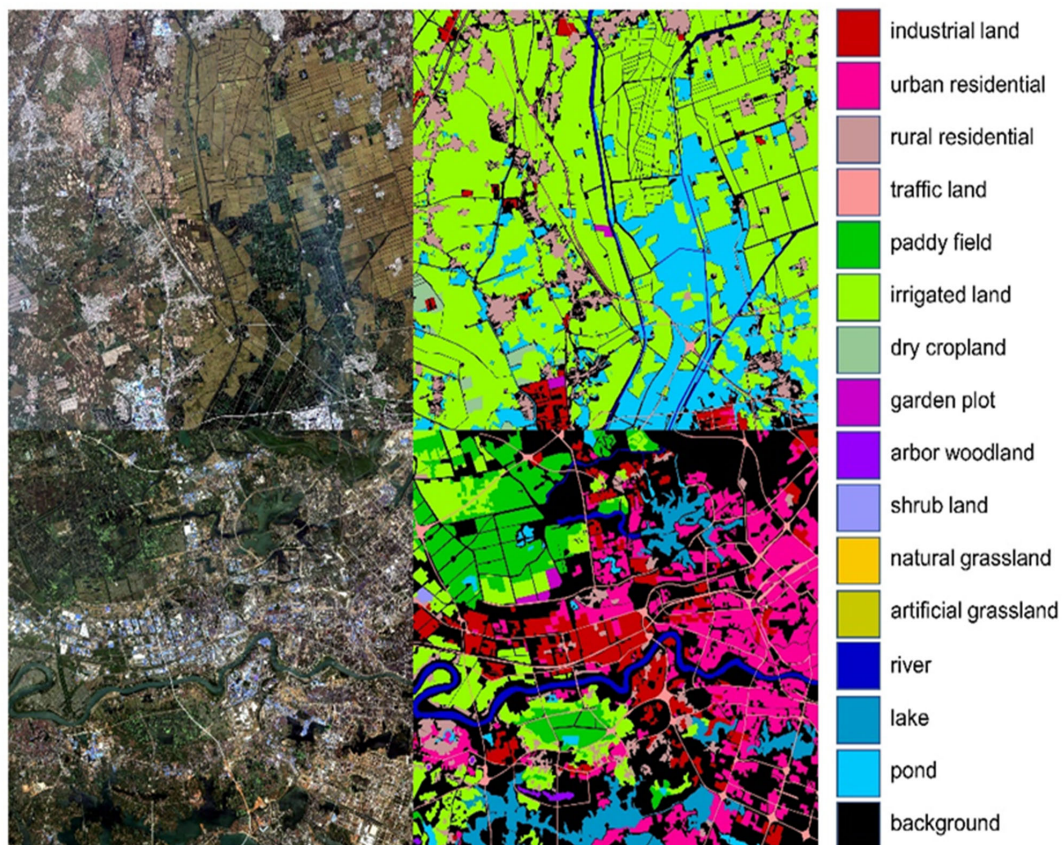 industrial land
urban residential
rural residential
traffic land
paddy field
irrigated land
dry cropland
garden plot
arbor woodland
shrub land
natural grassland
artificial grassland
river
lake
pond
background